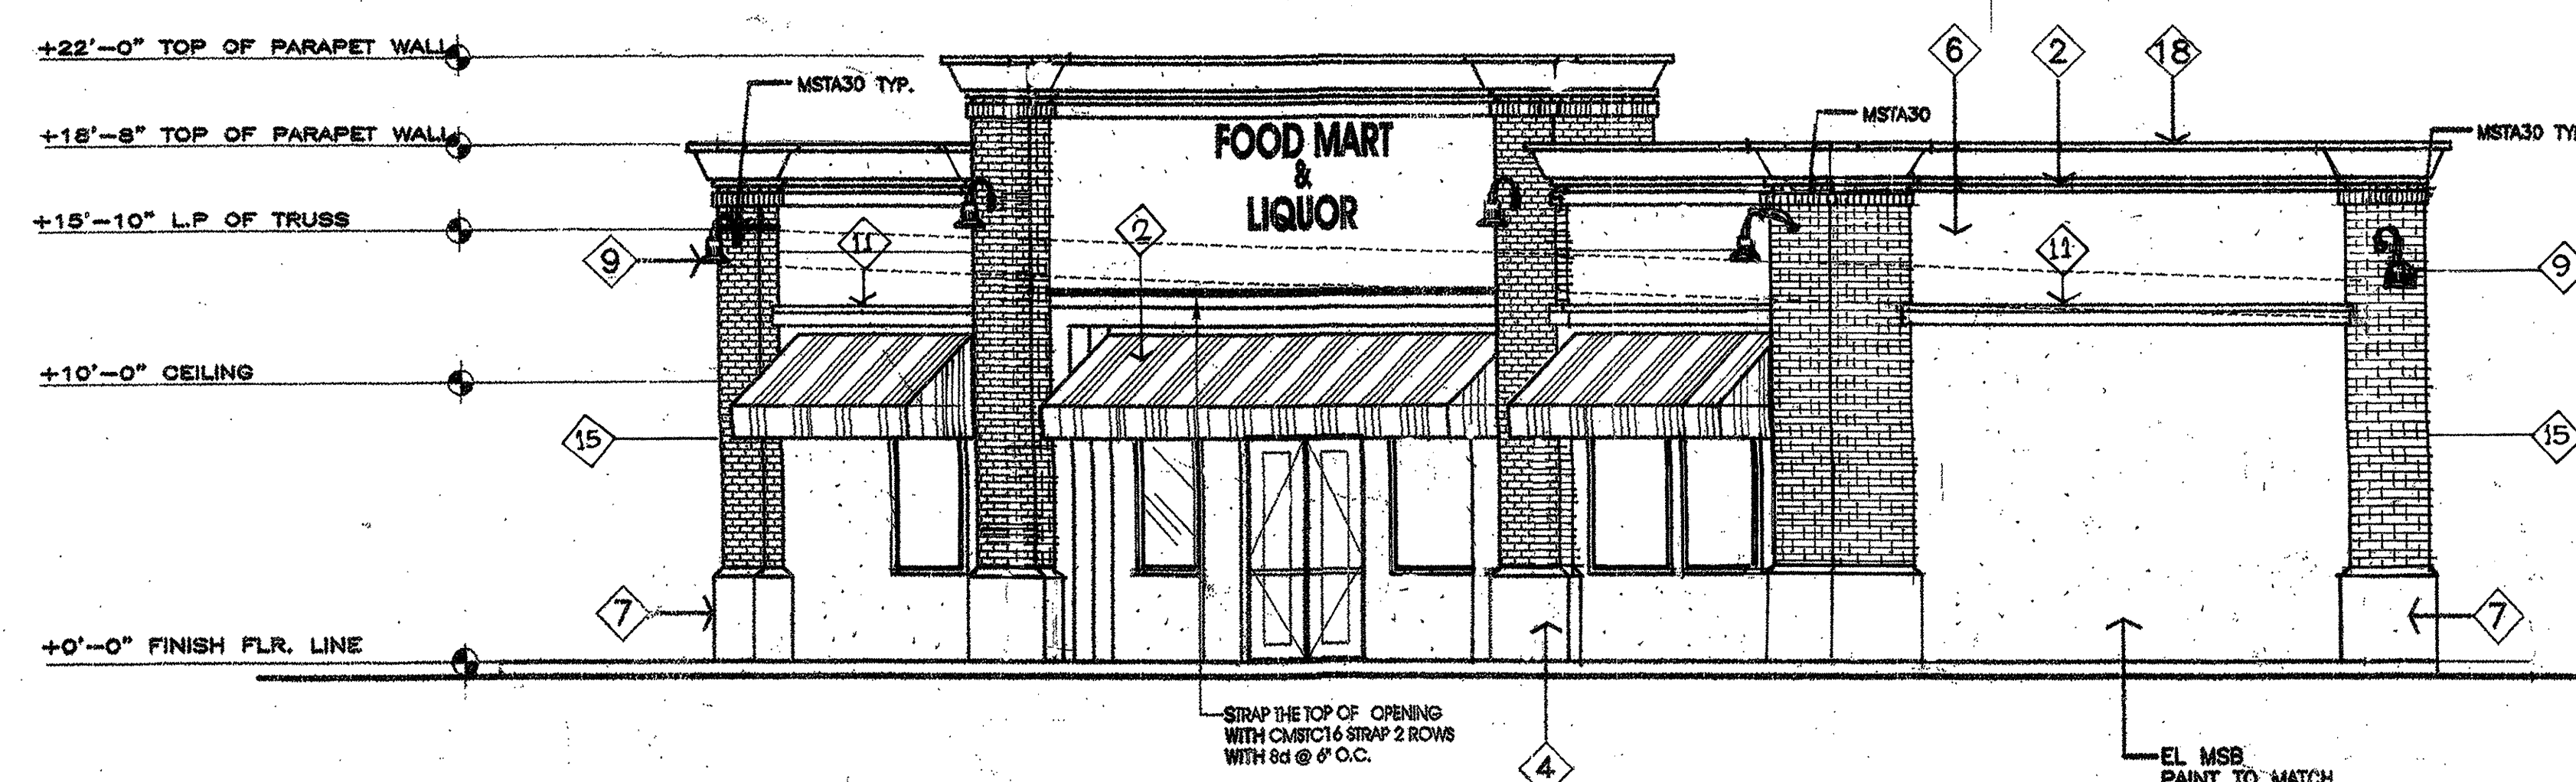 +22'-0" TOP OF PARAPET WALL
MSTA30 TYP.
6
2
18
MSTA30
MSTA30
+18'-8" TOP OF PARAPET WALL
FOOD MART
&
LIQUOR
+15'-10" L.P OF TRUSS
9
11
2
11
9
+10'-0" CEILING
15
15
7
7
+0'-0" FINISH FLR. LINE
STRAP THE TOP OF OPENING
WITH CMSTC16 STRAP 2 ROWS
WITH 8d @ 6" O.C.
4
EL MSB
PAINT TO MATCH